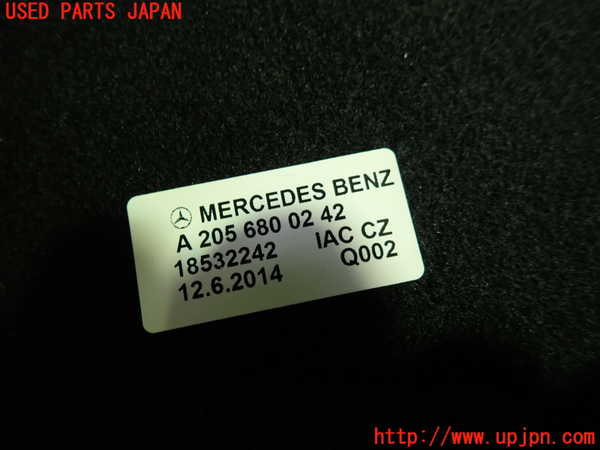 USED PARTS JAPAN
MERCEDES BENZ
A 205 680 02 42
18532242 IAC CZ
12.6.2014 Q002
http://www.upjpn.com/